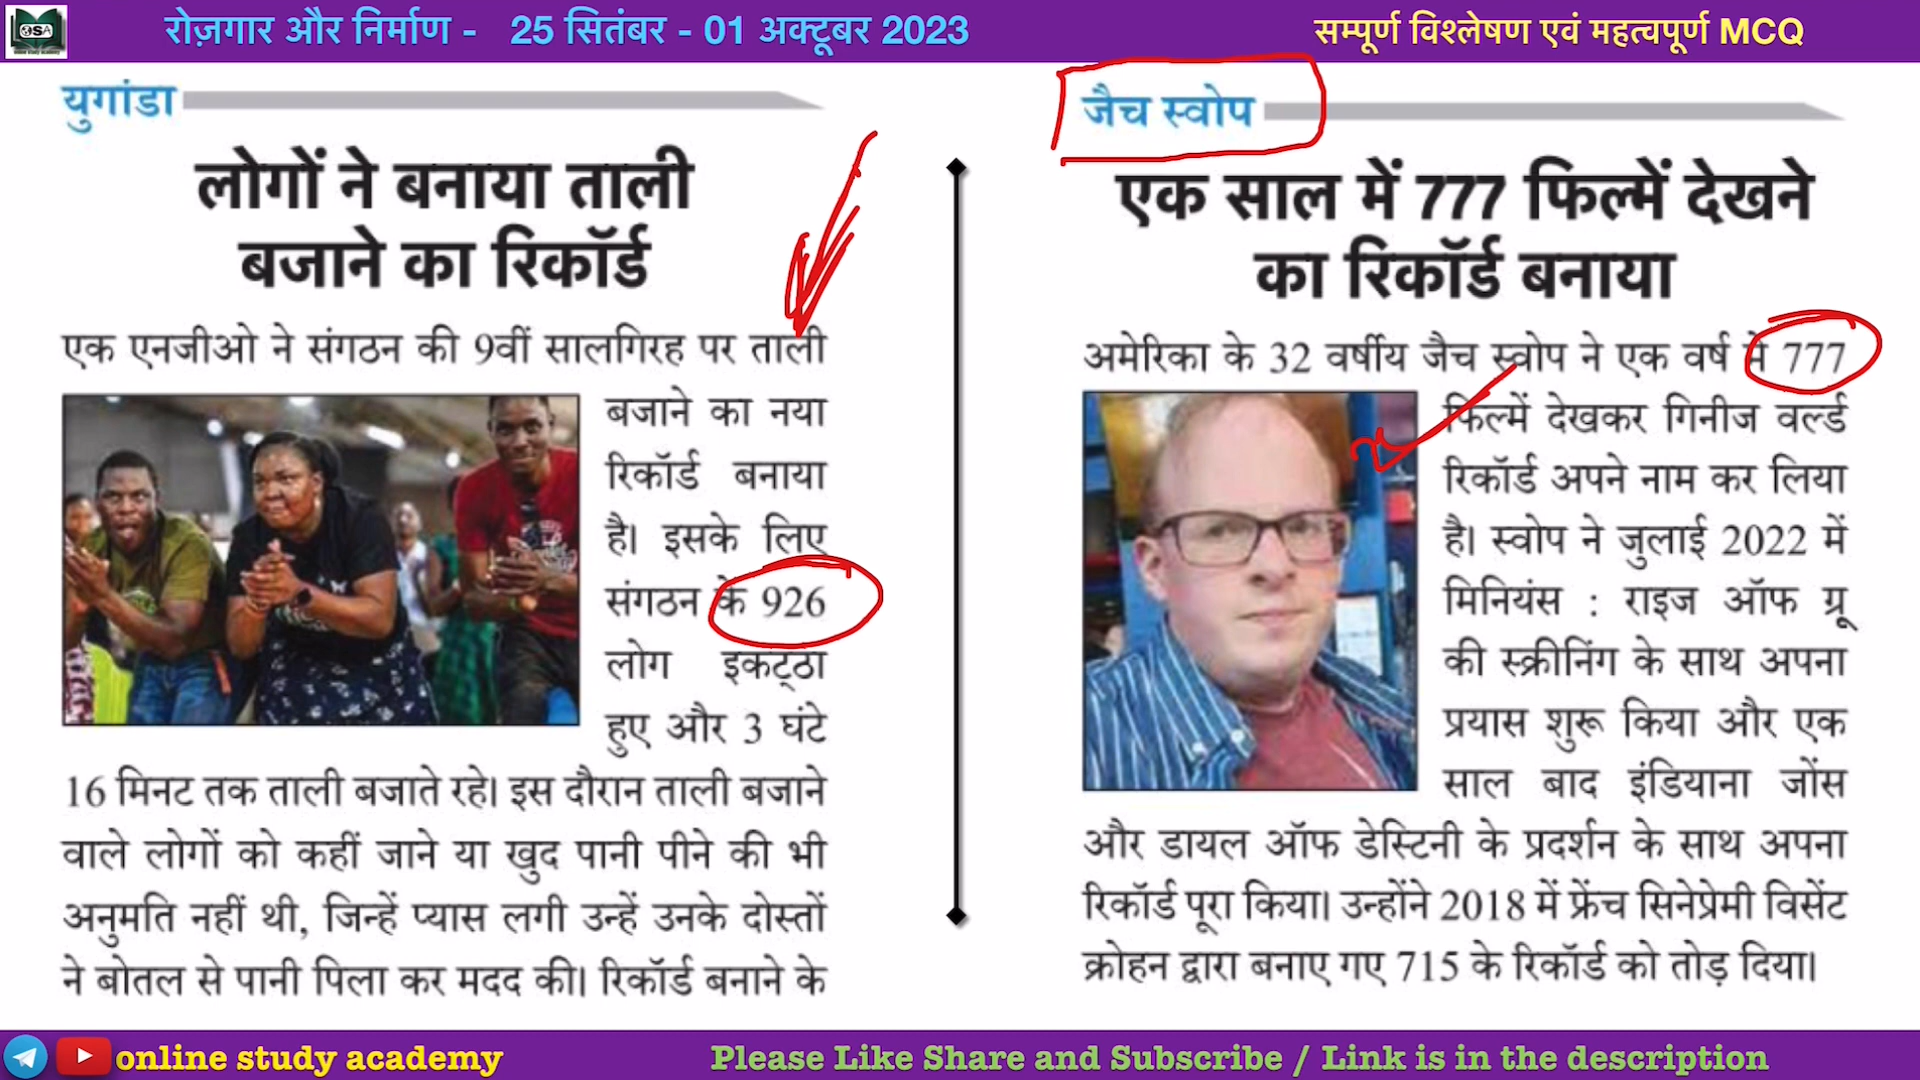 OSA
रोज़गार और निर्माण - 25 सितंबर - 01 अक्टूबर 2023
सम्पूर्ण विश्लेषण एवं महत्वपूर्ण MCQ
युगांडा
लोगों ने बनाया ताली
बजाने का रिकॉर्ड
एक एनजीओ ने संगठन की 9वीं सालगिरह पर ताली
बजाने का नया
रिकॉर्ड बनाया
है। इसके लिए
संगठन के 926
लोग इकट्ठा
हुए और 3 घंटे
16 मिनट तक ताली बजाते रहे। इस दौरान ताली बजाने
वाले लोगों को कहीं जाने या खुद पानी पीने की भी
अनुमति नहीं थी, जिन्हें प्यास लगी उन्हें उनके दोस्तों
ने बोतल से पानी पिला कर मदद की। रिकॉर्ड बनाने के
जैच स्वोप
एक साल में 777 फिल्में देखने
का रिकॉर्ड बनाया
अमेरिका के 32 वर्षीय जैच स्वोप ने एक वर्ष में 777
फिल्में देखकर गिनीज वर्ल्ड
रिकॉर्ड अपने नाम कर लिया
है। स्वोप ने जुलाई 2022 में
मिनियंस : राइज ऑफ ग्रू
की स्क्रीनिंग के साथ अपना
प्रयास शुरू किया और एक
साल बाद इंडियाना जोंस
और डायल ऑफ डेस्टिनी के प्रदर्शन के साथ अपना
रिकॉर्ड पूरा किया। उन्होंने 2018 में फ्रेंच सिनेप्रेमी विसेंट
क्रोहन द्वारा बनाए गए 715 के रिकॉर्ड को तोड़ दिया।
online study academy
Please Like Share and Subscribe / Link is in the description